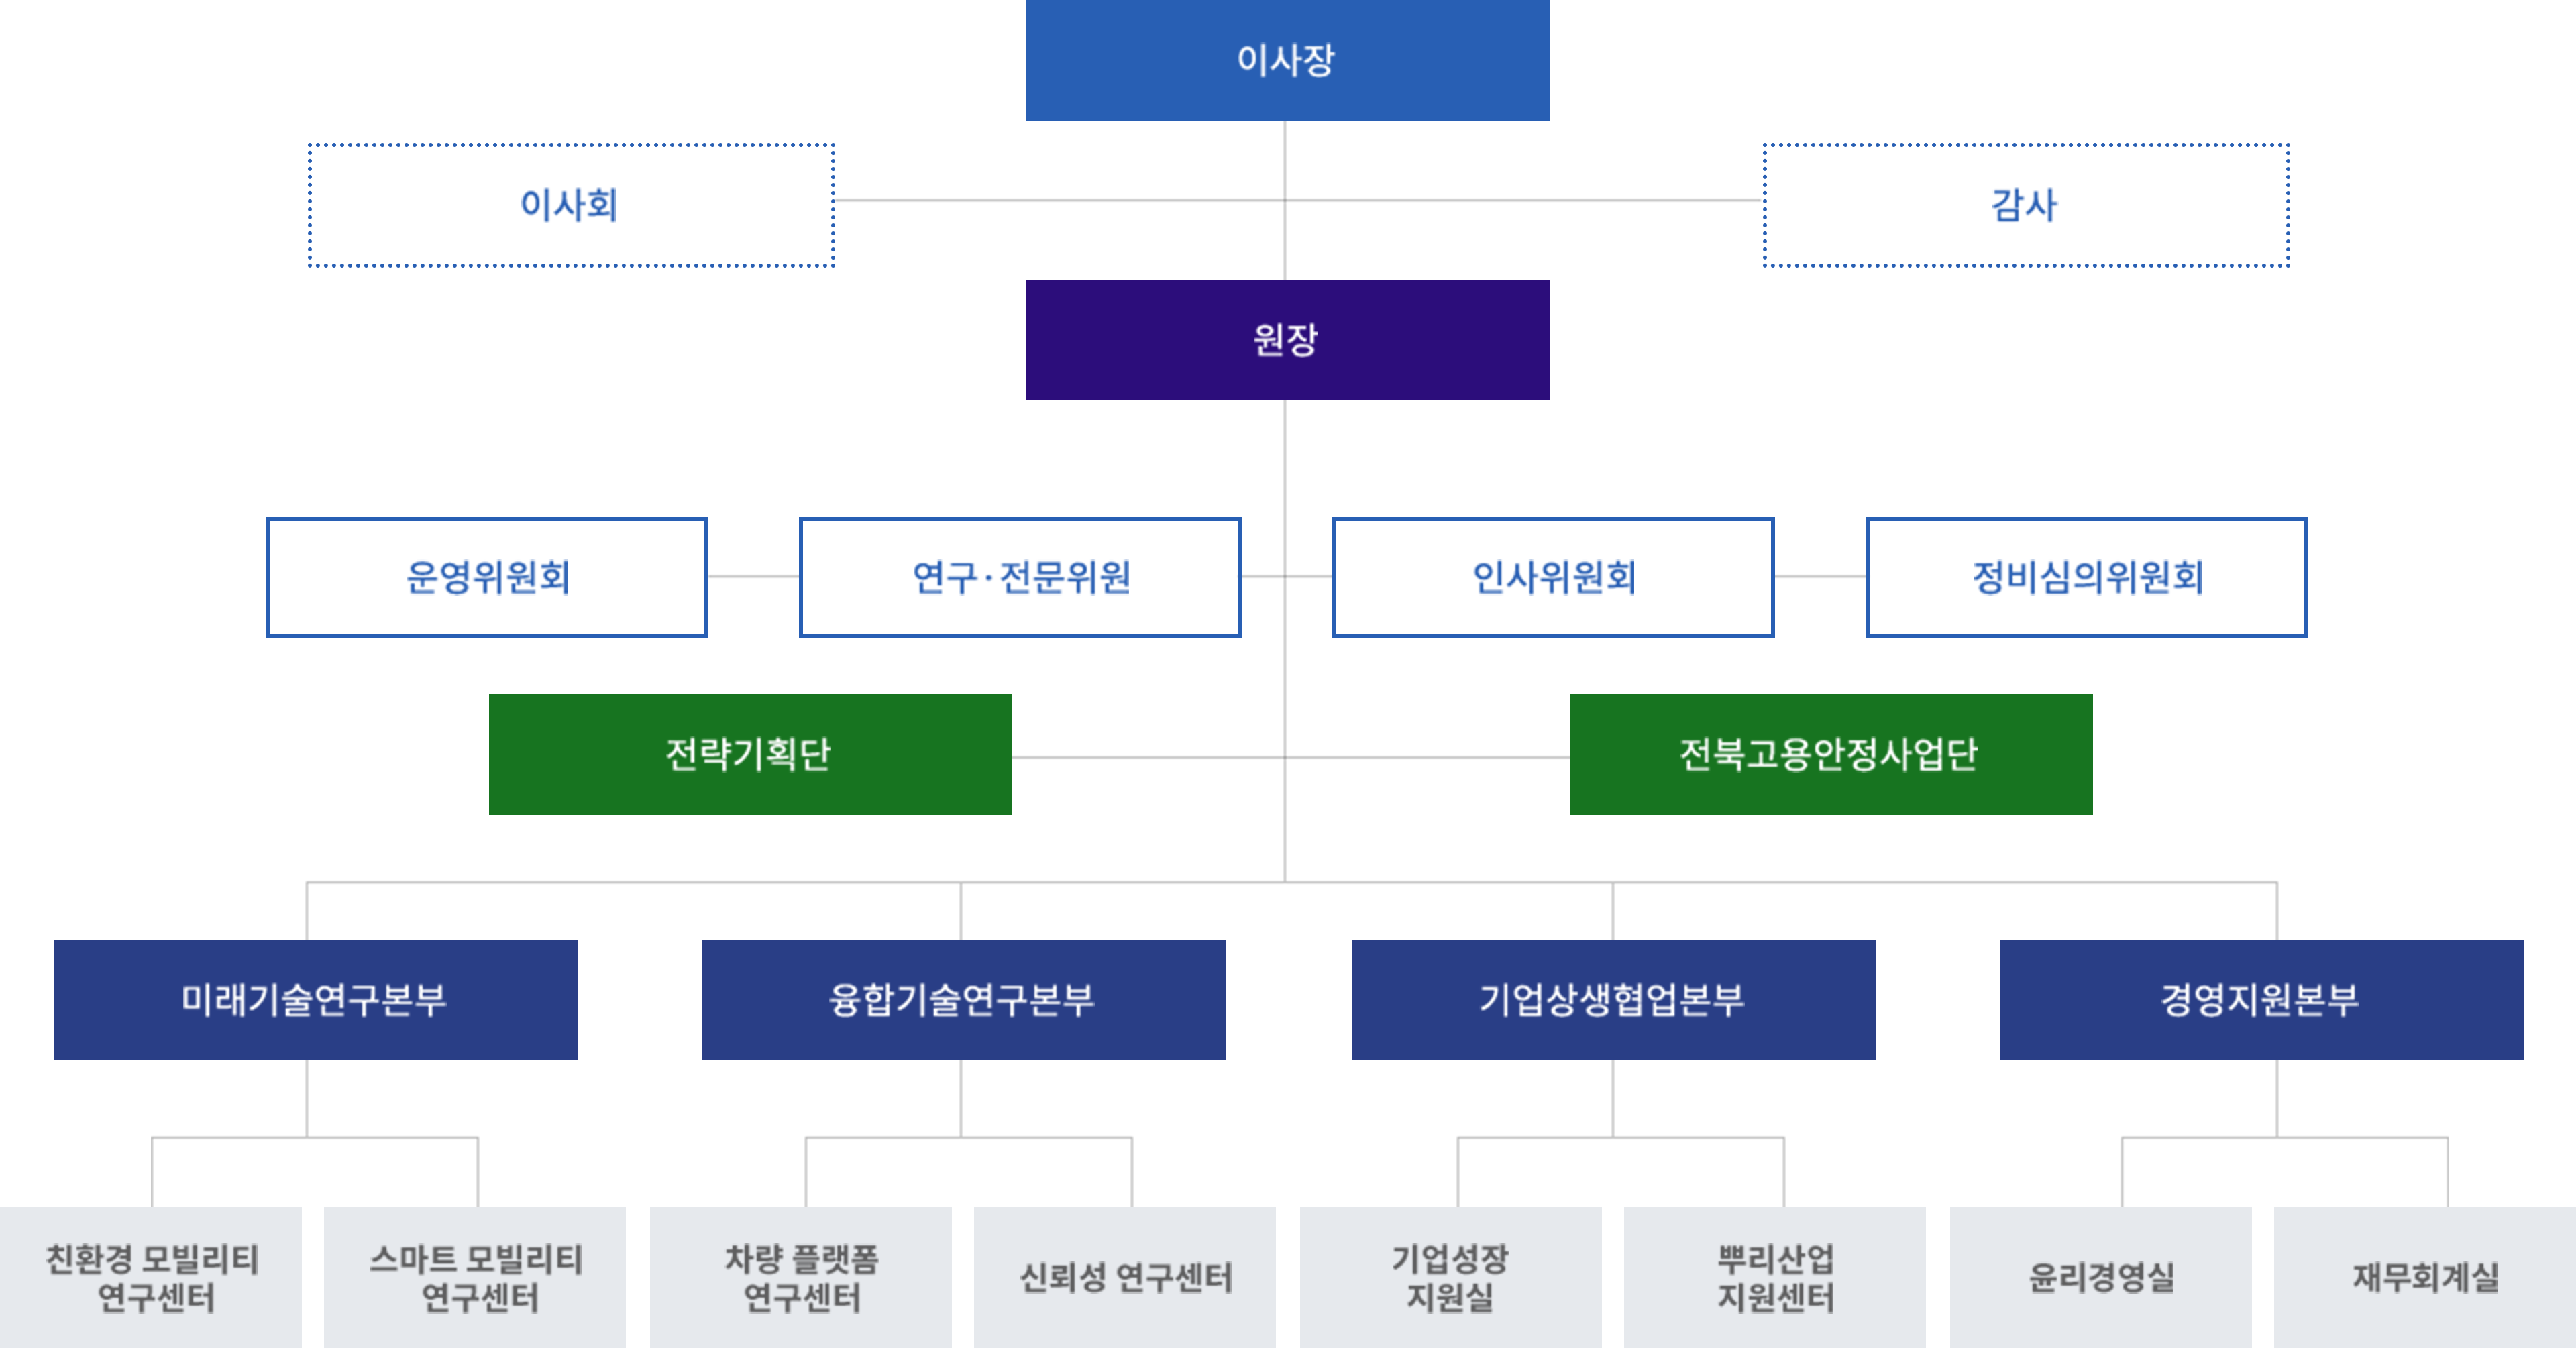 이사장
이사회
감사
원장
운영위원회
연구·전문위원
인사위원회
정비심의위원회
전략기획단
전북고용안정사업단
미래기술연구본부
융합기술연구본부
기업상생협업본부
경영지원본부
친환경 모빌리티
연구센터
스마트 모빌리티
연구센터
차량 플랫폼
연구센터
신뢰성 연구센터
기업성장
지원실
뿌리산업
지원센터
윤리경영실
재무회계실